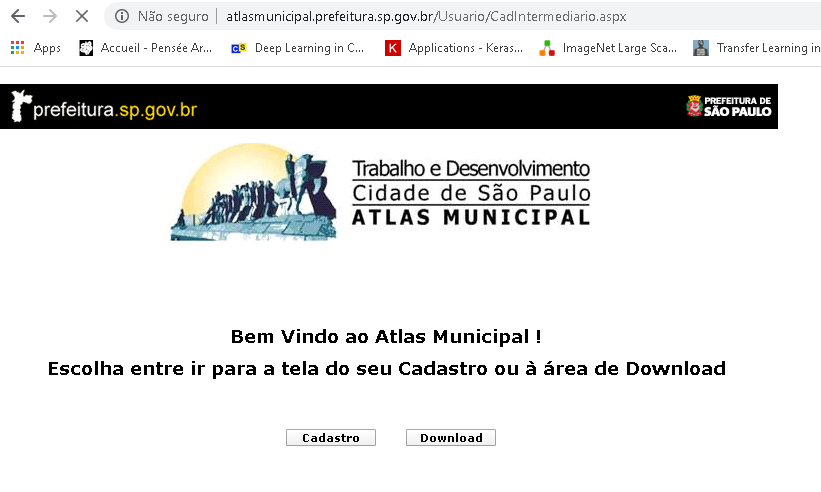 Não seguro | atlasmunicipal.prefeitura.sp.gov.br/Usuario/CadIntermediario.aspx
Apps Accueil - Pensée Ar... CS Deep Learning in C... K Applications - Keras... ImageNet Large Sca... Transfer Learning in
prefeitura.sp.gov.br
PREFEITURA DE
SÃO PAULO
Trabalho e Desenvolvimento
Cidade de São Paulo
ATLAS MUNICIPAL
Bem Vindo ao Atlas Municipal !
Escolha entre ir para a tela do seu Cadastro ou à área de Download
Cadastro Download